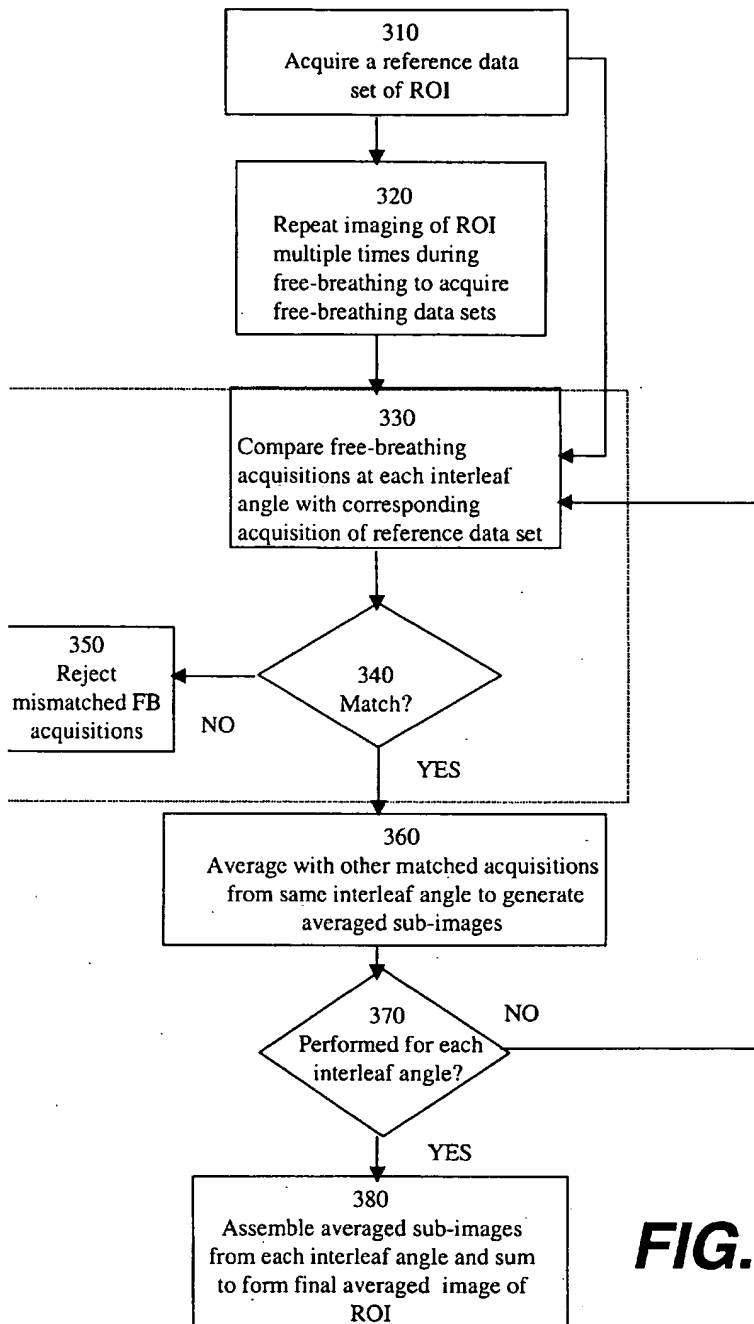 310
Acquire a reference data
set of ROI
320
Repeat imaging of ROI
multiple times during
free-breathing to acquire
free-breathing data sets
330
Compare free-breathing
acquisitions at each interleaf
angle with corresponding
acquisition of reference data set
340
Match?
350
Reject
mismatched FB
acquisitions
NO
YES
360
Average with other matched acquisitions
from same interleaf angle to generate
averaged sub-images
370
Performed for each
interleaf angle?
NO
YES
380
Assemble averaged sub-images
from each interleaf angle and sum
to form final averaged image of
ROI
FIG.